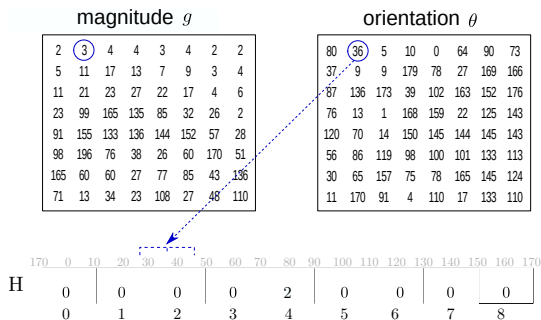 magnitude g
orientation θ
2 3 4 4 3 4 2 2
5 11 17 13 7 9 3 4
11 21 23 27 22 17 4 6
23 99 165 135 85 32 26 2
91 155 133 136 144 152 57 28
98 196 76 38 26 60 170 51
165 60 60 27 77 85 43 136
71 13 34 23 108 27 48 110
80 36 5 10 0 64 90 73
37 9 9 179 78 27 169 166
87 136 173 39 102 163 152 176
76 13 1 168 159 22 125 143
120 70 14 150 145 144 145 143
56 86 119 98 100 101 133 113
30 65 157 75 78 165 145 124
11 170 91 4 110 17 133 110
170 0 10 20 30 40 50 60 70 80 90 100 110 120 130 140 150 160 170
H
0 0 0 0 2 0 0 0 0
0 1 2 3 4 5 6 7 8